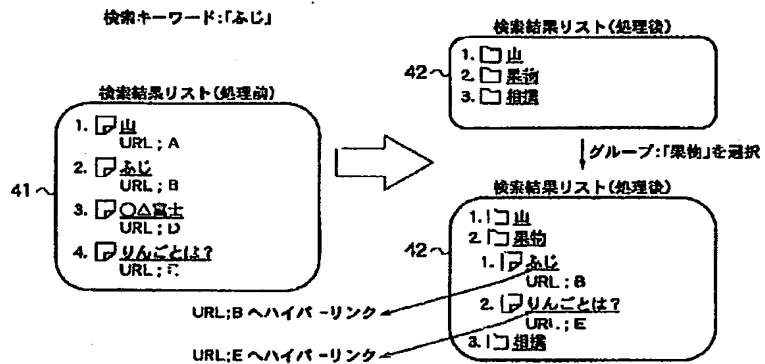 検索キーワード:「ふじ」
検索結果リスト(処理前)
41
1. 山
URL ; A
2. ふじ
URL ; B
3. 〇△富士
URL ; D
4. りんごとは?
URL ; E
検索結果リスト(処理後)
42
1. 山
2. 果物
3. 相撲
グループ:「果物」を選択
検索結果リスト(処理後)
42
1. 山
2. 果物
1. ふじ
URL ; B
2. りんごとは?
URL ; E
3. 相撲
URL;B へハイパーリンク
URL;E へハイパーリンク